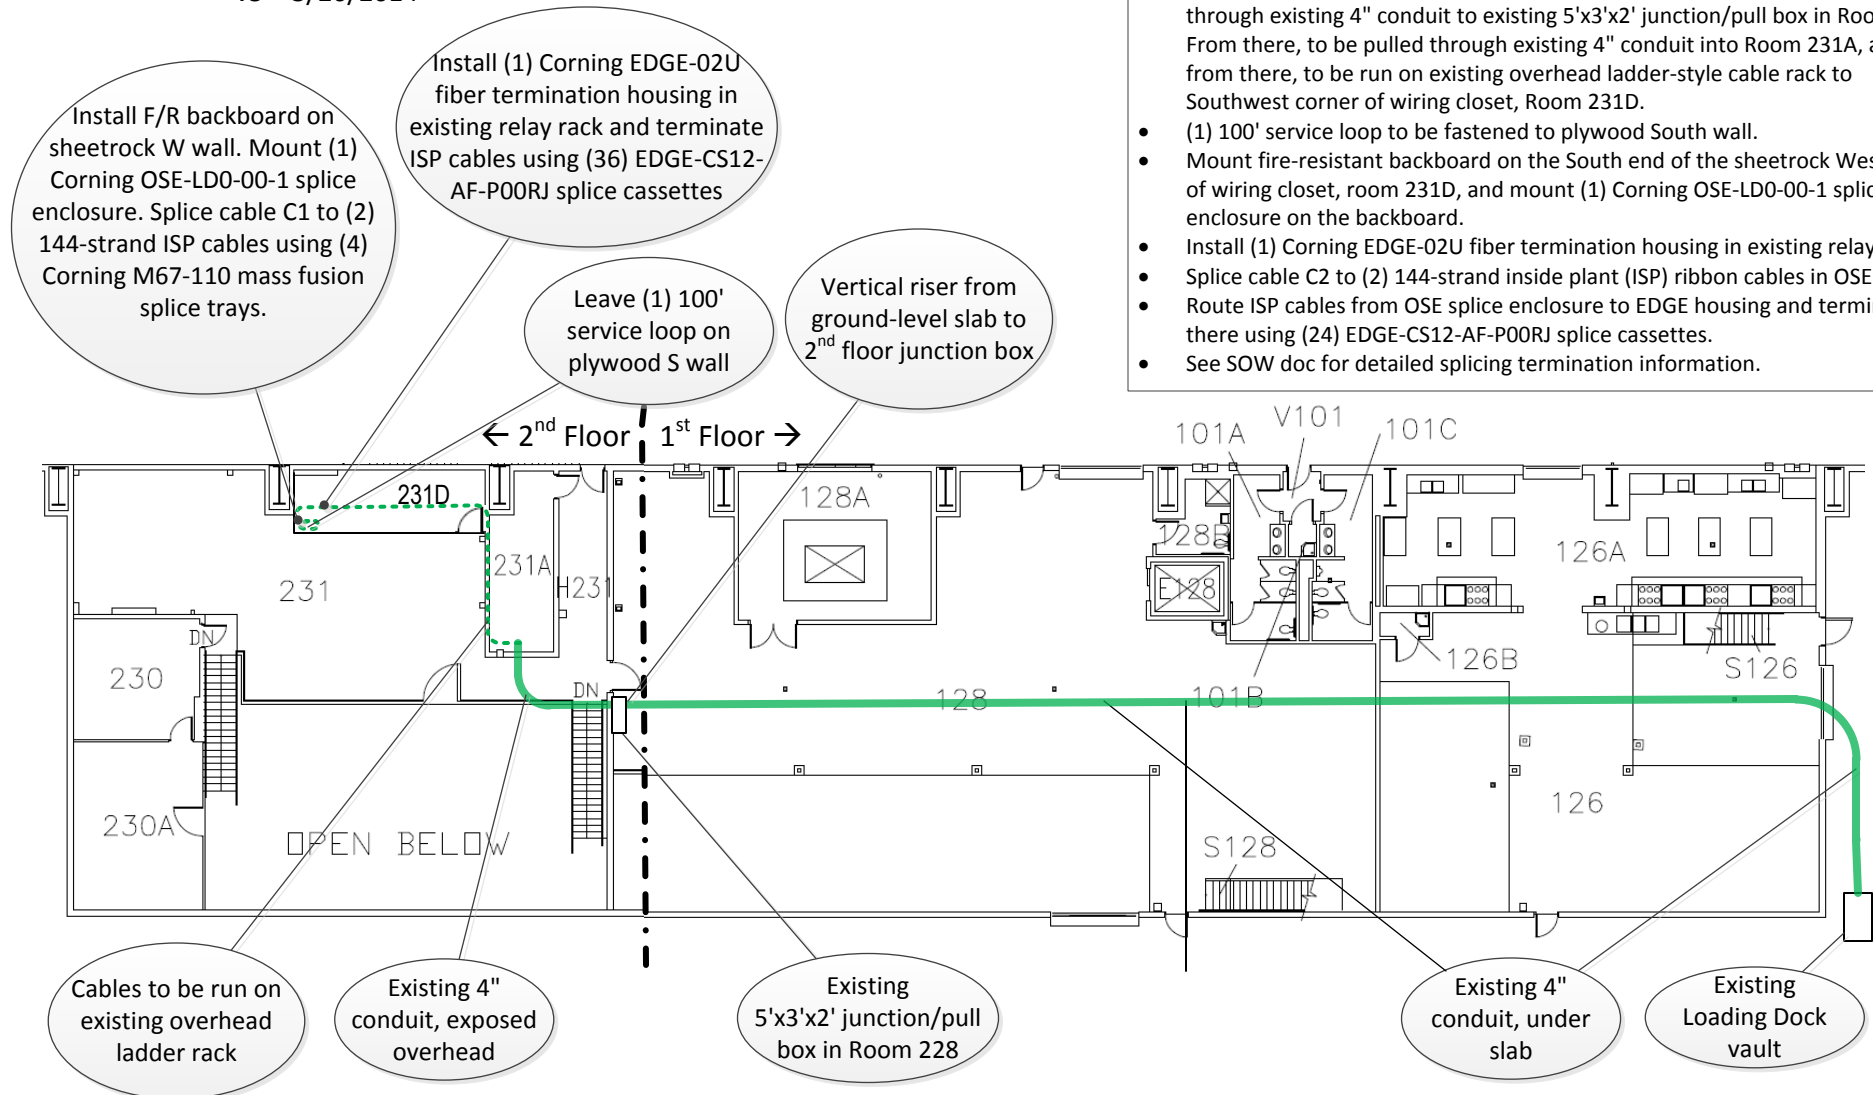 through existing 4" conduit to existing 5'x3'x2' junction/pull box in
From there, to be pulled through existing 4" conduit into Room 231A,
from there, to be run on existing overhead ladder-style cable rack to
Southwest corner of wiring closet, Room 231D.
• (1) 100' service loop to be fastened to plywood South wall.
• Mount fire-resistant backboard on the South end of the sheetrock
of wiring closet, room 231D, and mount (1) Corning OSE-LD0-00-1
enclosure on the backboard.
• Install (1) Corning EDGE-02U fiber termination housing in existing relay
• Splice cable C2 to (2) 144-strand inside plant (ISP) ribbon cables in OSE
• Route ISP cables from OSE splice enclosure to EDGE housing and
there using (24) EDGE-CS12-AF-P00RJ splice cassettes.
• See SOW doc for detailed splicing termination information.
Install (1) Corning EDGE-02U
fiber termination housing in
existing relay rack and terminate
ISP cables using (36) EDGE-CS12-
AF-P00RJ splice cassettes
Install F/R backboard on
sheetrock W wall. Mount (1)
Corning OSE-LD0-00-1 splice
enclosure. Splice cable C1 to (2)
144-strand ISP cables using (4)
Corning M67-110 mass fusion
splice trays.
Leave (1) 100'
service loop on
plywood S wall
Vertical riser from
ground-level slab to
2nd floor junction box
← 2nd Floor
1st Floor →
101A
V101
101C
231D
128A
128B
126A
231
231A
H231
E128
DN
230
126B
S126
DN
128
101B
230A
OPEN BELOW
S128
126
Cables to be run on
existing overhead
ladder rack
Existing 4"
conduit, exposed
overhead
Existing
5'x3'x2' junction/pull
box in Room 228
Existing 4"
conduit, under
slab
Existing
Loading Dock
vault